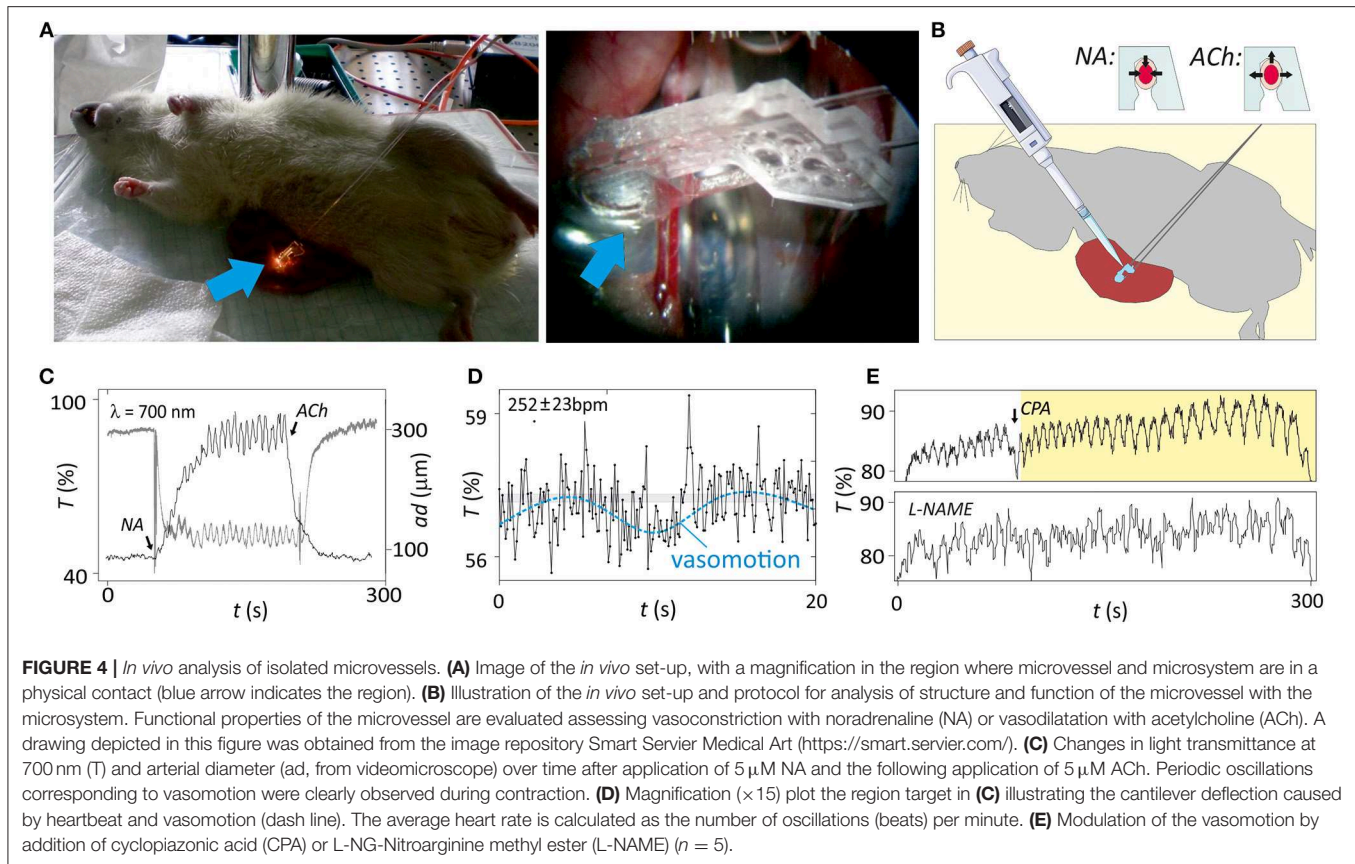 A
B
NA:
ACh:
C
100
T (%)
40
λ = 700 nm
ACh
NA
300
ad (μm)
100
0
300
t (s)
D
252±23bpm
59
T (%)
56
vasomotion
0
20
t (s)
E
CPA
90
80
T (%)
L-NAME
90
80
0
300
t (s)
FIGURE 4 | In vivo analysis of isolated microvessels. (A) Image of the in vivo set-up, with a magnification in the region where microvessel and microsystem are in a
physical contact (blue arrow indicates the region). (B) Illustration of the in vivo set-up and protocol for analysis of structure and function of the microvessel with the
microsystem. Functional properties of the microvessel are evaluated assessing vasoconstriction with noradrenaline (NA) or vasodilatation with acetylcholine (ACh). A
drawing depicted in this figure was obtained from the image repository Smart Servier Medical Art (https://smart.servier.com/). (C) Changes in light transmittance at
700 nm (T) and arterial diameter (ad, from videomicroscope) over time after application of 5 μM NA and the following application of 5 μM ACh. Periodic oscillations
corresponding to vasomotion were clearly observed during contraction. (D) Magnification (×15) plot the region target in (C) illustrating the cantilever deflection caused
by heartbeat and vasomotion (dash line). The average heart rate is calculated as the number of oscillations (beats) per minute. (E) Modulation of the vasomotion by
addition of cyclopiazonic acid (CPA) or L-NG-Nitroarginine methyl ester (L-NAME) (n = 5).